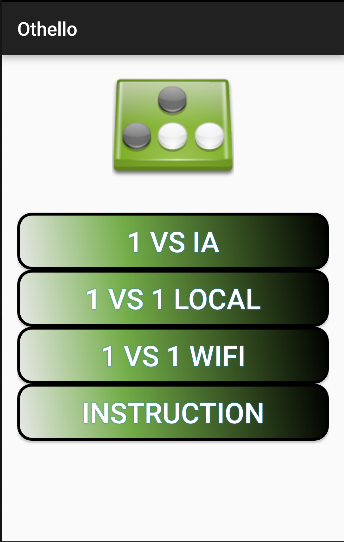 Othello
1 VS IA
1 VS 1 LOCAL
1 VS 1 WIFI
INSTRUCTION